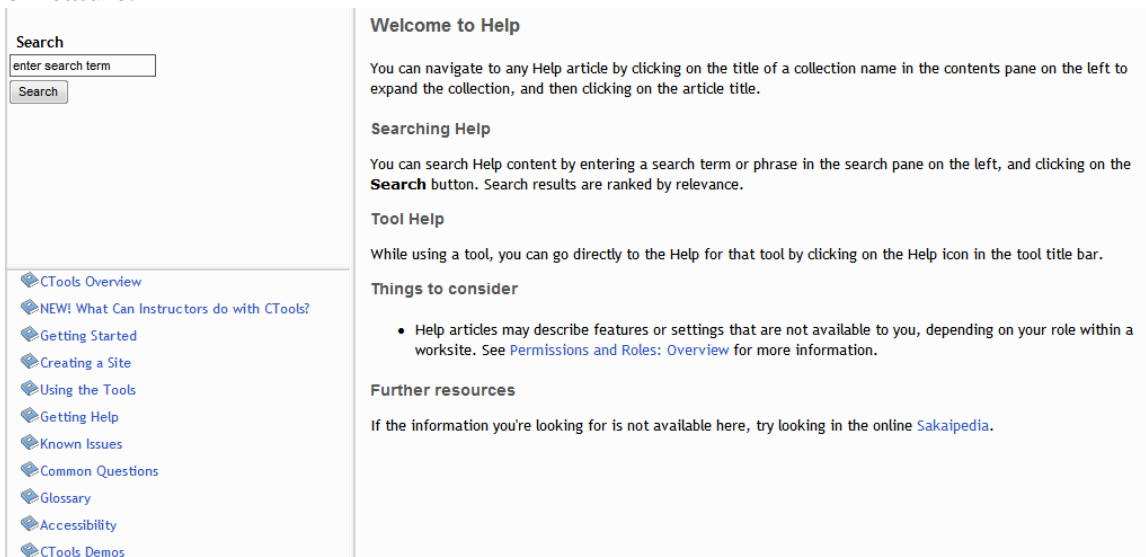 Search
enter search term
Search
CTools Overview
NEW! What Can Instructors do with CTools?
Getting Started
Creating a Site
Using the Tools
Getting Help
Known Issues
Common Questions
Glossary
Accessibility
CTools Demos
Welcome to Help
You can navigate to any Help article by clicking on the title of a collection name in the contents pane on the left to
expand the collection, and then clicking on the article title.
Searching Help
You can search Help content by entering a search term or phrase in the search pane on the left, and clicking on the
Search button. Search results are ranked by relevance.
Tool Help
While using a tool, you can go directly to the Help for that tool by clicking on the Help icon in the tool title bar.
Things to consider
• Help articles may describe features or settings that are not available to you, depending on your role within a
worksite. See Permissions and Roles: Overview for more information.
Further resources
If the information you're looking for is not available here, try looking in the online Sakaipedia.